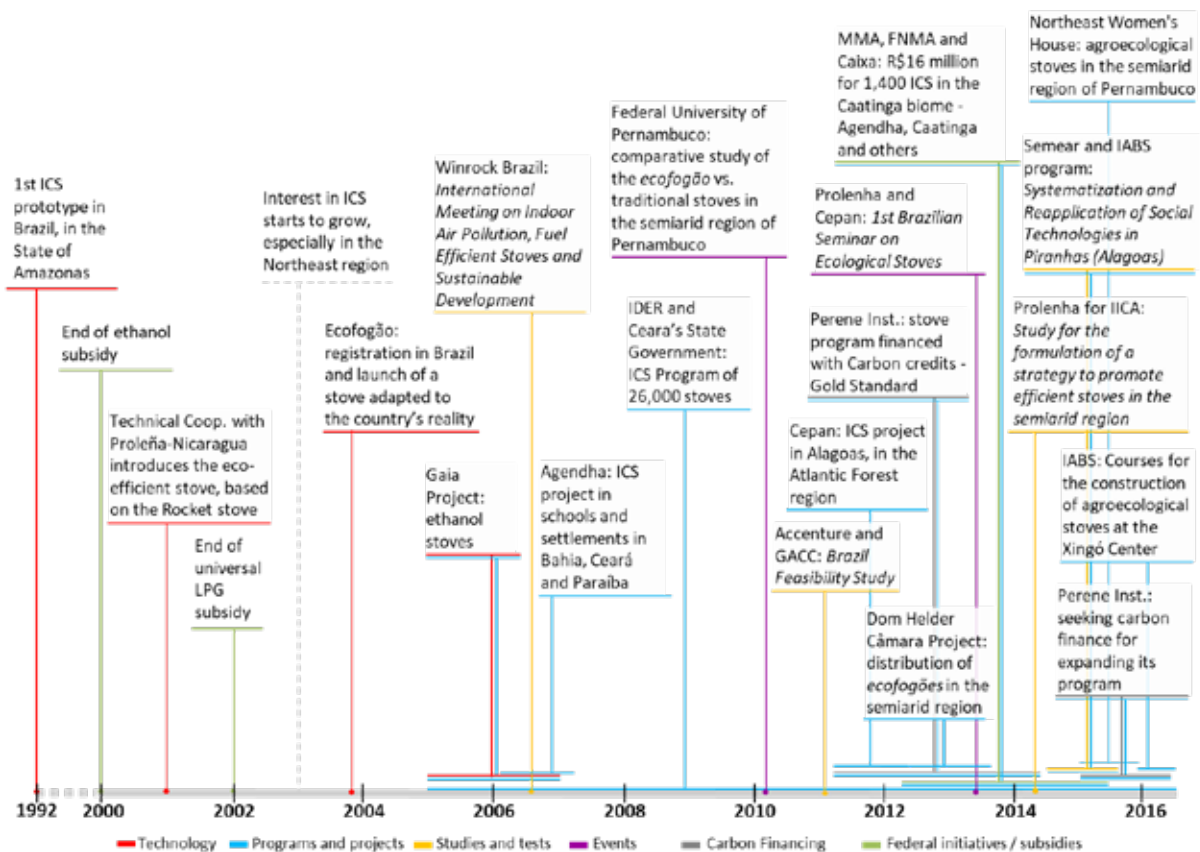 1st ICS
prototype in
Brazil, in the
State of
Amazonas
End of ethanol
subsidy
Technical Coop. with
Proleña-Nicaragua
introduces the eco-
efficient stove, based
on the Rocket stove
End of
universal
LPG
subsidy
Interest in ICS
starts to grow,
especially in the
Northeast region
Ecofogão:
registration in Brazil
and launch of a
stove adapted to
the country's reality
Winrock Brazil:
International
Meeting on Indoor
Air Pollution, Fuel
Efficient Stoves and
Sustainable
Development
Gaia
Project:
ethanol
stoves
Agendha: ICS
project in
schools and
settlements in
Bahia, Ceará
and Paraíba
Federal University of
Pernambuco:
comparative study of
the ecofogão vs.
traditional stoves in
the semiarid region of
Pernambuco
IDER and
Ceara's State
Government:
ICS Program of
26,000 stoves
MMA, FNMA and
Caixa: R$16 million
for 1,400 ICS in the
Caatinga biome -
Agendha, Caatinga
and others
Prolenha and
Cepan: 1st Brazilian
Seminar on
Ecological Stoves
Perene Inst.: stove
program financed
with Carbon credits -
Gold Standard
Cepan: ICS project
in Alagoas, in the
Atlantic Forest
region
Accenture and
GACC: Brazil
Feasibility Study
Dom Helder
Câmara Project:
distribution of
ecofogões in the
semiarid region
Northeast Women's
House: agroecological
stoves in the semiarid
region of Pernambuco
Semear and IABS
program:
Systematization and
Reapplication of Social
Technologies in
Piranhas (Alagoas)
Prolenha for IICA:
Study for the
formulation of a
strategy to promote
efficient stoves in the
semiarid region
IABS: Courses for
the construction
of agroecological
stoves at the
Xingó Center
Perene Inst.:
seeking carbon
finance for
expanding its
program
1992 2000 2002 2004 2006 2008 2010 2012 2014 2016
Technology Programs and projects Studies and tests Events Carbon Financing Federal initiatives / subsidies